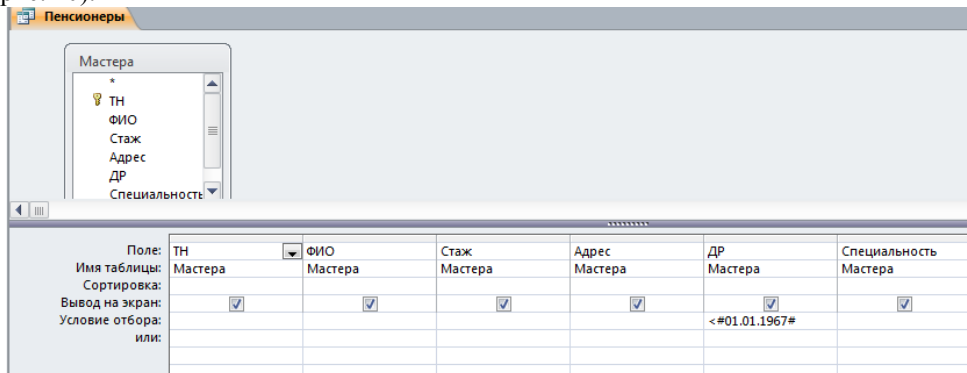 Пенсионеры
Мастера
*
ТН
ФИО
Стаж
Адрес
ДР
Специальность
Поле: ТН ФИО Стаж Адрес ДР Специальность
Имя таблицы: Мастера Мастера Мастера Мастера Мастера Мастера
Сортировка:
Вывод на экран:
Условие отбора: <#01.01.1967#
или: